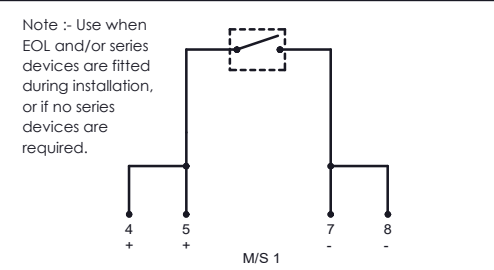 Note :- Use when
EOL and/or series
devices are fitted
during installation,
or if no series
devices are
required.
4 5 7 8
+ + - -
M/S 1